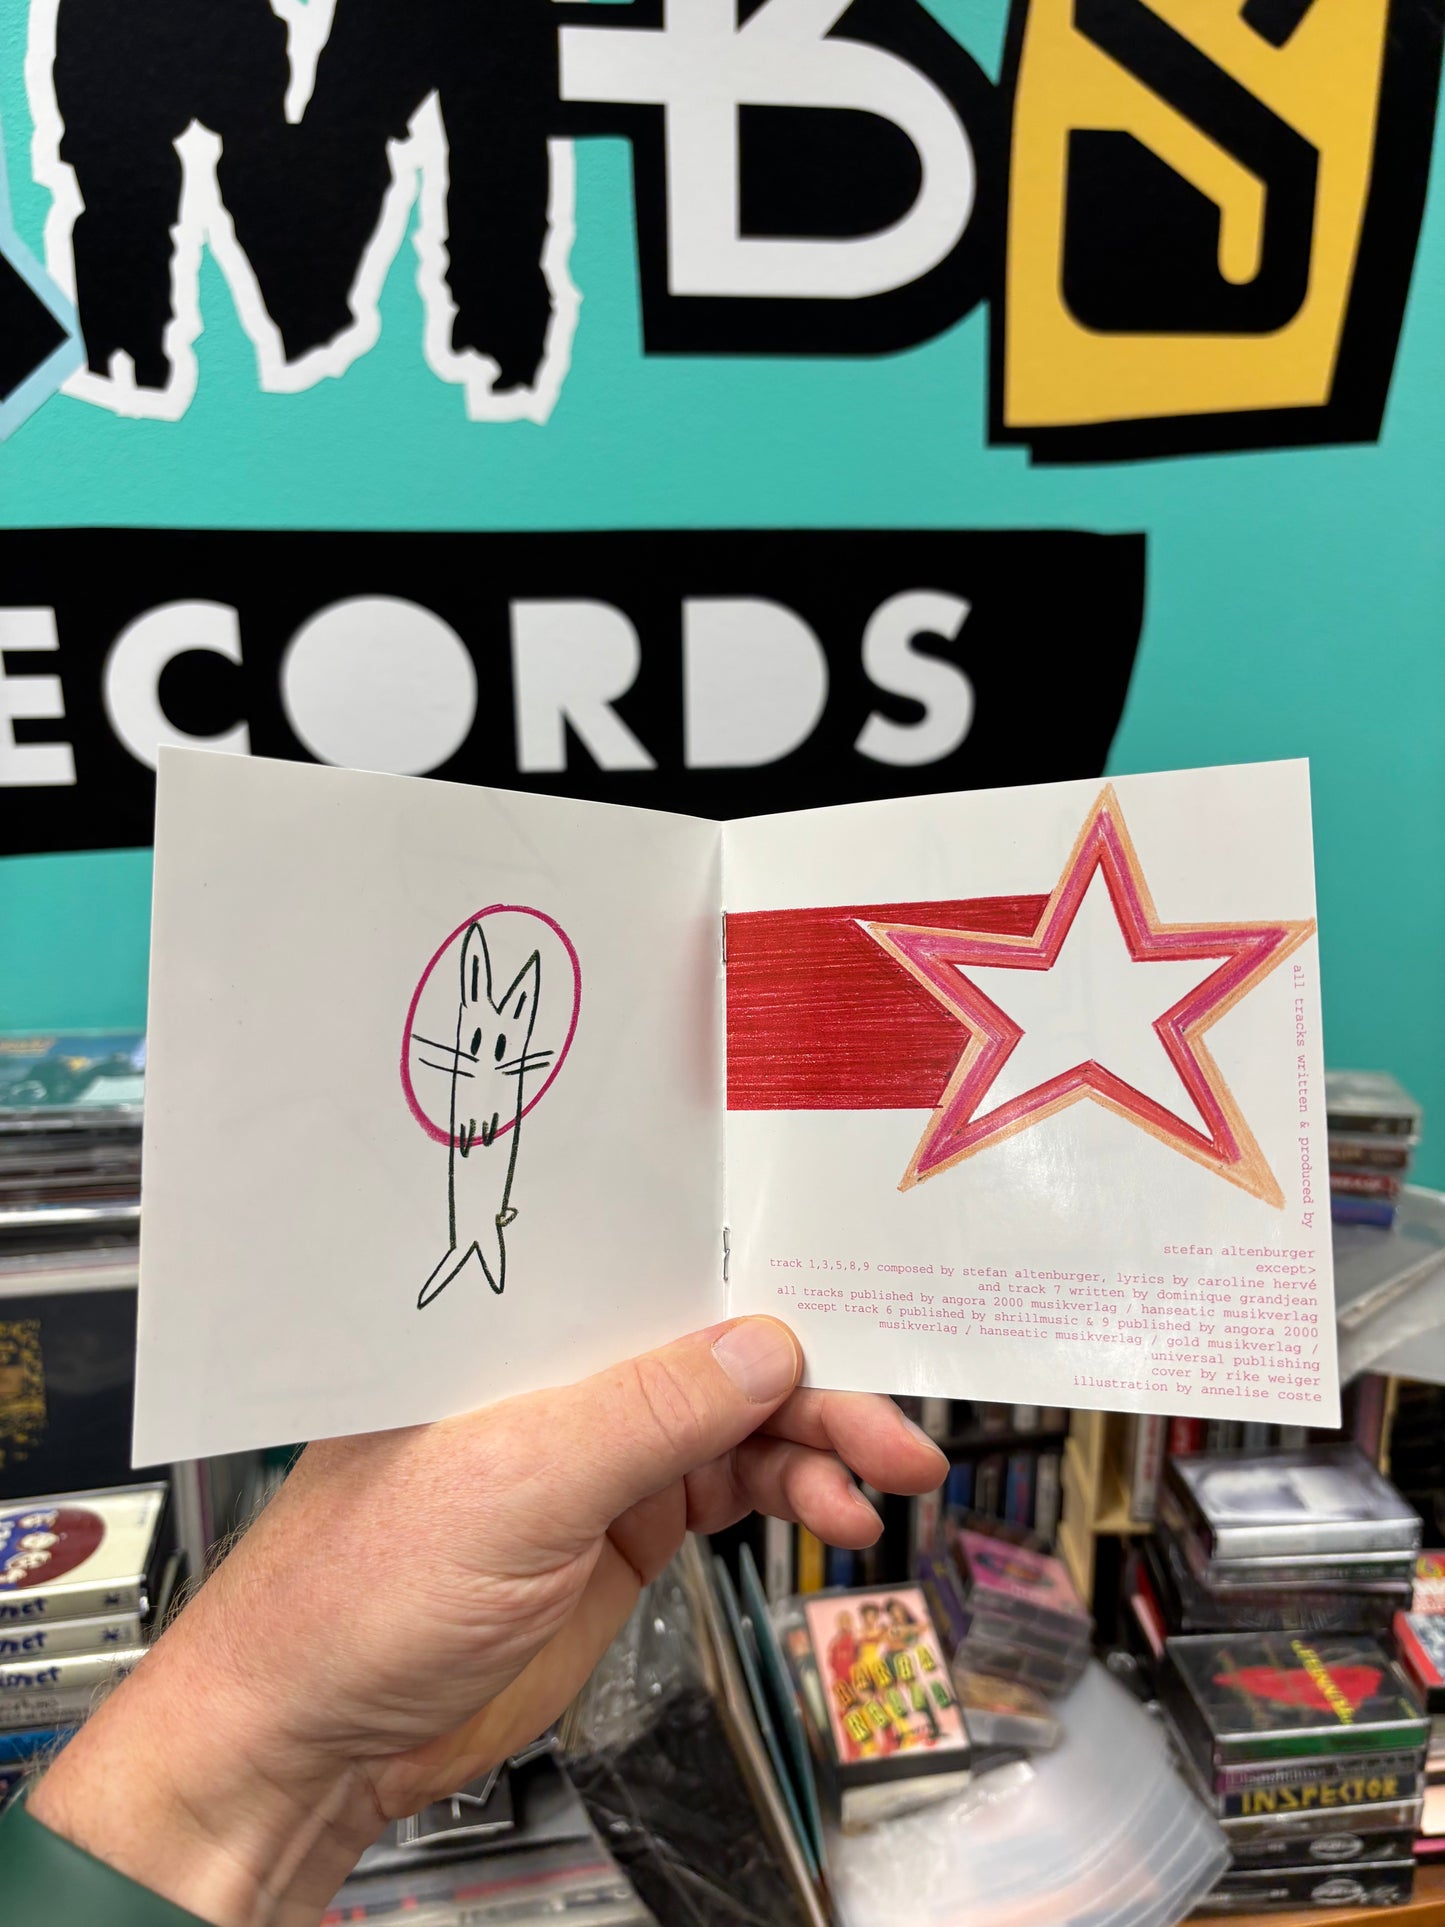 MBS
ECORDS
all tracks written & produced by
stefan altenburger
except>
track 1,3,5,8,9 composed by stefan altenburger, lyrics by caroline hervé
and track 7 written by dominique grandjean
all tracks published by angora 2000 musikverlag / hanseatic musikverlag
except track 6 published by shrillmusic & 9 published by angora 2000
musikverlag / hanseatic musikverlag / gold musikverlag /
universal publishing
cover by rike weiger
illustration by annelise coste
INSPECTOR